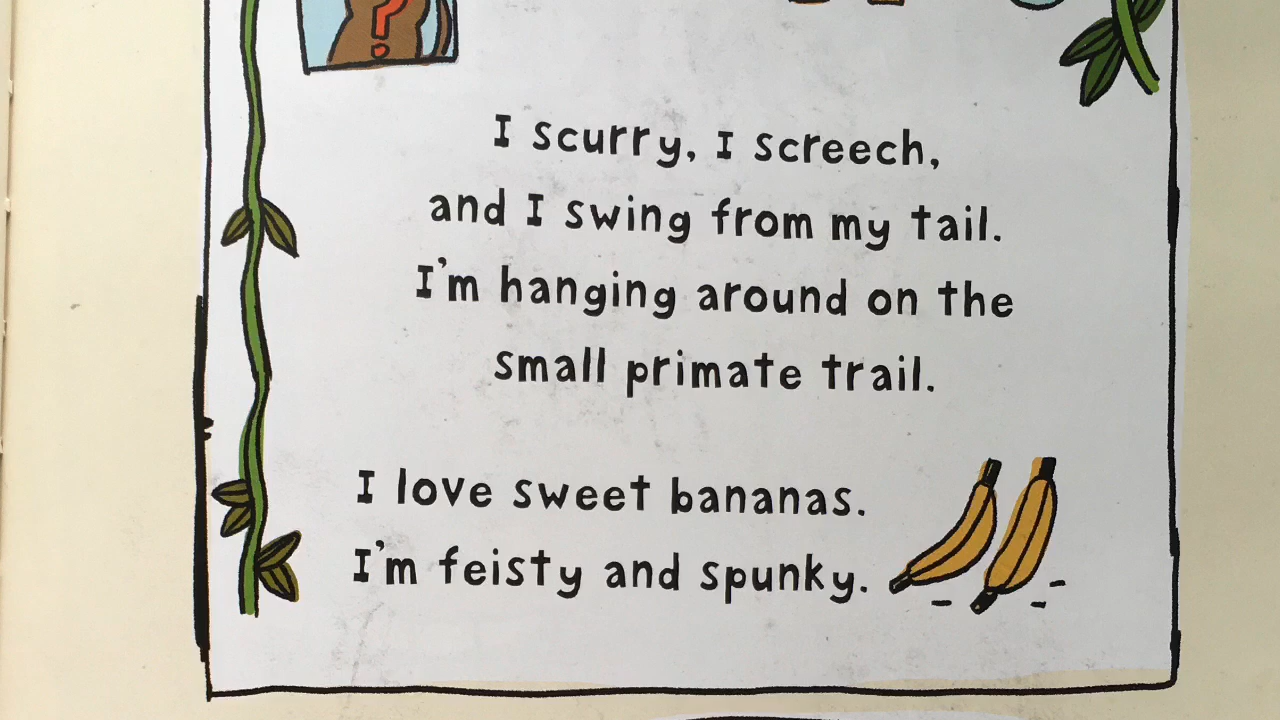 ?
I scurry, I screech,
and I swing from my tail.
I'm hanging around on the
small primate trail.
I love sweet bananas.
I'm feisty and spunky.